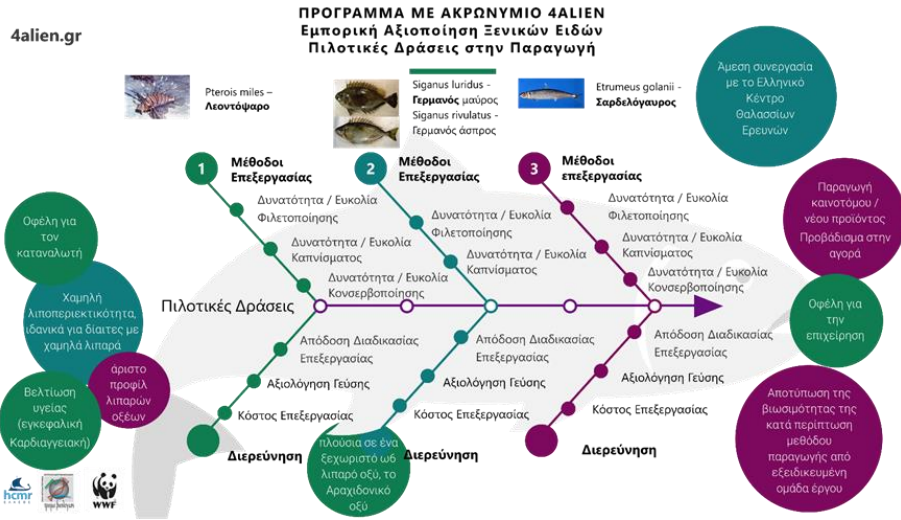 ΠΡΟΓΡΑΜΜΑ ΜΕ ΑΚΡΩΝΥΜΙΟ 4ALIEN
Εμπορική Αξιοποίηση Ξενικών Ειδών
Πιλοτικές Δράσεις στην Παραγωγή
4alien.gr
Pterois miles –
Λεοντόψαρο
Siganus luridus -
Γερμανός μαύρος
Siganus rivulatus -
Γερμανός άσπρος
Etrumeus golanii -
Σαρδελόγαυρος
Άμεση συνεργασία
με το Ελληνικό
Κέντρο
Θαλασσίων
Ερευνών
1
Μέθοδοι
Επεξεργασίας
Δυνατότητα / Ευκολία
Φιλετοποίησης
Δυνατότητα / Ευκολία
Καπνίσματος
Δυνατότητα / Ευκολία
Κονσερβοποίησης
2
Μέθοδοι
Επεξεργασίας
Δυνατότητα / Ευκολία
Φιλετοποίησης
Δυνατότητα / Ευκολία
Καπνίσματος
3
Μέθοδοι
επεξεργασίας
Δυνατότητα / Ευκολία
Φιλετοποίησης
Δυνατότητα / Ευκολία
Καπνίσματος
Δυνατότητα / Ευκολία
Κονσερβοποίησης
Πιλοτικές Δράσεις
Απόδοση Διαδικασίας
Επεξεργασίας
Αξιολόγηση Γεύσης
Κόστος Επεξεργασίας
Διερεύνηση
Απόδοση Διαδικασίας
Επεξεργασίας
Αξιολόγηση Γεύσης
Κόστος Επεξεργασίας
Διερεύνηση
Απόδοση Διαδικασίας
Επεξεργασίας
Αξιολόγηση Γεύσης
Κόστος Επεξεργασίας
Διερεύνηση
Οφέλη για
τον
καταναλωτή
Χαμηλή
λιποπεριεκτικότητα,
ιδανικά για δίαιτες με
χαμηλά λιπαρά
άριστο
προφίλ
λιπαρών
οξέων
Βελτίωση
υγείας
(εγκεφαλική
Καρδιαγγειακή)
πλούσια σε ένα
ξεχωριστό ω6
λιπαρό οξύ, το
Αραχιδονικό
οξύ
Παραγωγή
καινοτόμου /
νέου προϊόντος
Προβάδισμα στην
αγορά
Οφέλη για
την
επιχείρηση
Αποτύπωση της
βιωσιμότητας της
κατά περίπτωση
μεθόδου
παραγωγής από
εξειδικευμένη
ομάδα έργου
hcmr
WWF